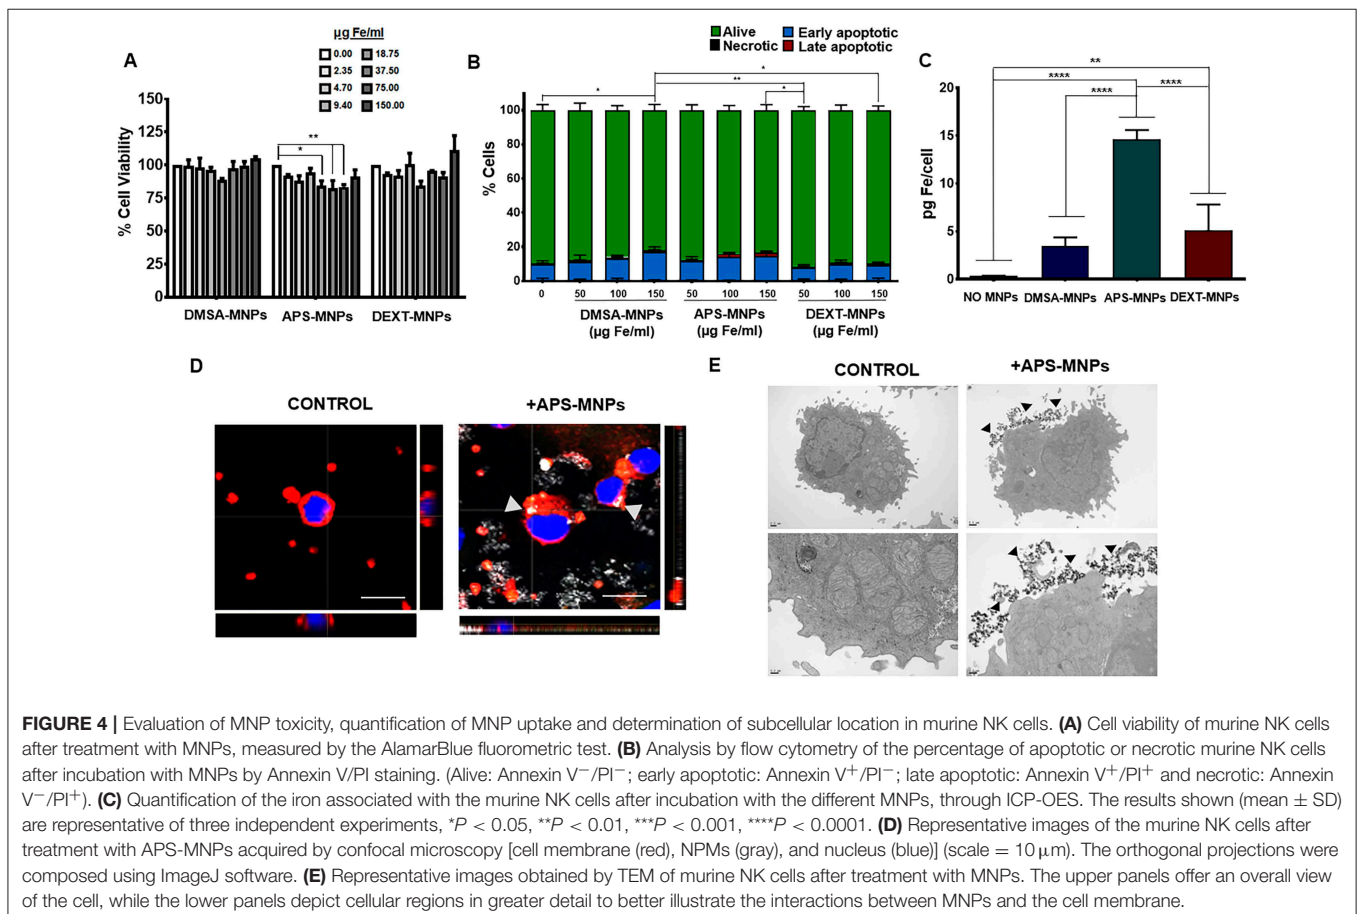 A
µg Fe/ml
0.00 18.75
2.35 37.50
4.70 75.00
9.40 150.00
% Cell Viability
150
125
100
75
50
25
0
**
*
DMSA-MNPs APS-MNPs DEXT-MNPs
B
Alive Early apoptotic
Necrotic Late apoptotic
% Cells
100
80
60
40
20
0
* ** * *
0 50 100 150 50 100 150 50 100 150
DMSA-MNPs APS-MNPs DEXT-MNPs
(µg Fe/ml) (µg Fe/ml) (µg Fe/ml)
C
pg Fe/cell
20
15
10
5
0
**
**** ****
****
NO MNPs DMSA-MNPs APS-MNPs DEXT-MNPs
D
CONTROL +APS-MNPs
E
CONTROL +APS-MNPs
FIGURE 4 | Evaluation of MNP toxicity, quantification of MNP uptake and determination of subcellular location in murine NK cells. (A) Cell viability of murine NK cells
after treatment with MNPs, measured by the AlamarBlue fluorometric test. (B) Analysis by flow cytometry of the percentage of apoptotic or necrotic murine NK cells
after incubation with MNPs by Annexin V/PI staining. (Alive: Annexin V−/PI−; early apoptotic: Annexin V+/PI−; late apoptotic: Annexin V+/PI+ and necrotic: Annexin
V−/PI+). (C) Quantification of the iron associated with the murine NK cells after incubation with the different MNPs, through ICP-OES. The results shown (mean ± SD)
are representative of three independent experiments, *P < 0.05, **P < 0.01, ***P < 0.001, ****P < 0.0001. (D) Representative images of the murine NK cells after
treatment with APS-MNPs acquired by confocal microscopy [cell membrane (red), NPMs (gray), and nucleus (blue)] (scale = 10 µm). The orthogonal projections were
composed using ImageJ software. (E) Representative images obtained by TEM of murine NK cells after treatment with MNPs. The upper panels offer an overall view
of the cell, while the lower panels depict cellular regions in greater detail to better illustrate the interactions between MNPs and the cell membrane.